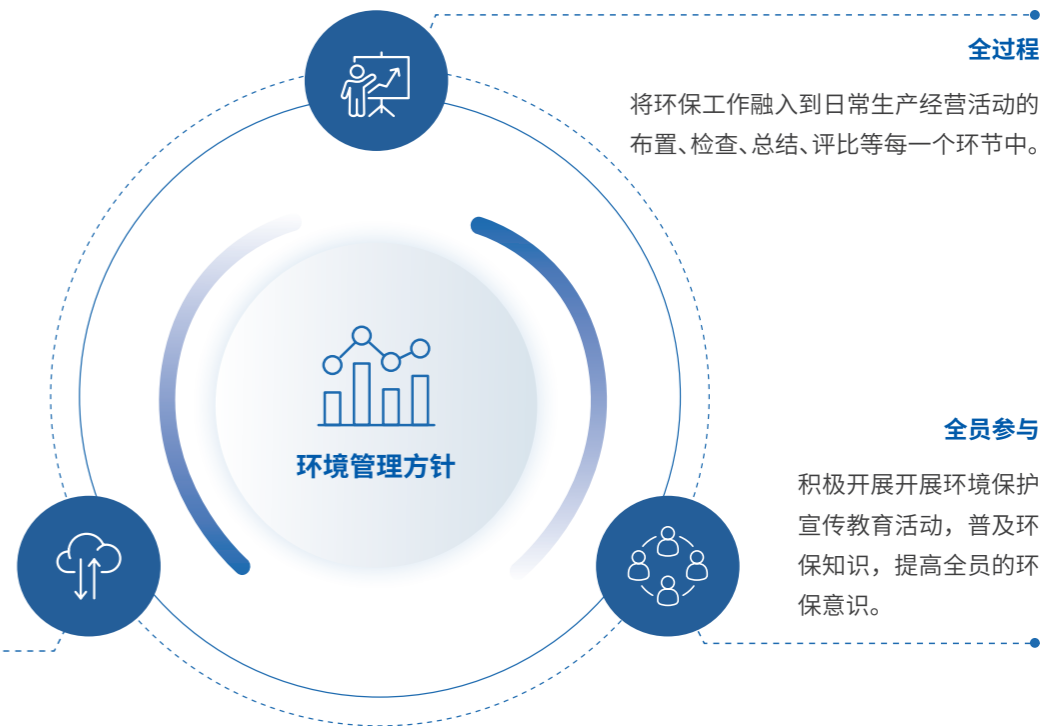 全过程
将环保工作融入到日常生产经营活动的
布置、检查、总结、评比等每一个环节中。
环境管理方针
全员参与
积极开展开展环境保护
宣传教育活动，普及环
保知识，提高全员的环
保意识。